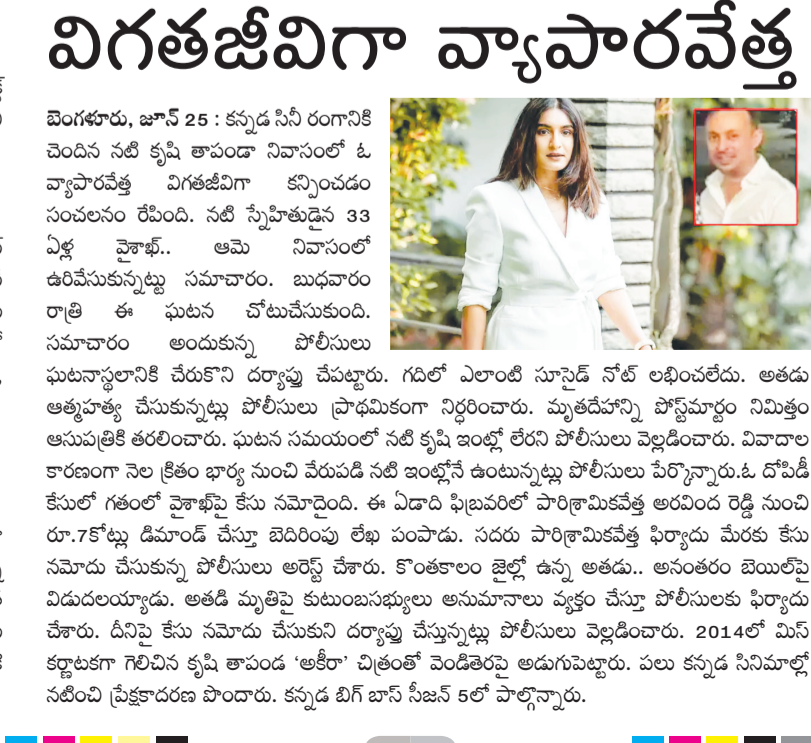 విగతజీవిగా వ్యాపారవేత్త
బెంగళూరు, జూన్ 25 : కన్నడ సినీ రంగానికి
చెందిన నటి కృషి తాపండా నివాసంలో ఓ
వ్యాపారవేత్త విగతజీవిగా కన్పించడం
సంచలనం రేపింది. నటి స్నేహితుడైన 33
ఏళ్ల వైశాఖ్.. ఆమె నివాసంలో
ఉరివేసుకున్నట్టు సమాచారం. బుధవారం
రాత్రి ఈ ఘటన చోటుచేసుకుంది.
సమాచారం అందుకున్న పోలీసులు
ఘటనాస్థలానికి చేరుకొని దర్యాప్తు చేపట్టారు. గదిలో ఎలాంటి సూసైడ్ నోట్ లభించలేదు. అతడు
ఆత్మహత్య చేసుకున్నట్లు పోలీసులు ప్రాథమికంగా నిర్ధరించారు. మృతదేహాన్ని పోస్ట్‌మార్టం నిమిత్తం
ఆసుపత్రికి తరలించారు. ఘటన సమయంలో నటి కృషి ఇంట్లో లేరని పోలీసులు వెల్లడించారు. వివాదాల
కారణంగా నెల క్రితం భార్య నుంచి వేరుపడి నటి ఇంట్లోనే ఉంటున్నట్లు పోలీసులు పేర్కొన్నారు.ఓ దోపిడీ
కేసులో గతంలో వైశాఖ్‌పై కేసు నమోదైంది. ఈ ఏడాది ఫిబ్రవరిలో పారిశ్రామికవేత్త అరవింద రెడ్డి నుంచి
రూ.7కోట్లు డిమాండ్ చేస్తూ బెదిరింపు లేఖ పంపాడు. సదరు పారిశ్రామికవేత్త ఫిర్యాదు మేరకు కేసు
నమోదు చేసుకున్న పోలీసులు అరెస్ట్ చేశారు. కొంతకాలం జైల్లో ఉన్న అతడు.. అనంతరం బెయిల్‌పై
విడుదలయ్యాడు. అతడి మృతిపై కుటుంబసభ్యులు అనుమానాలు వ్యక్తం చేస్తూ పోలీసులకు ఫిర్యాదు
చేశారు. దీనిపై కేసు నమోదు చేసుకుని దర్యాప్తు చేస్తున్నట్లు పోలీసులు వెల్లడించారు. 2014లో మిస్
కర్ణాటకగా గెలిచిన కృషి తాపండ ‘అకీరా’ చిత్రంతో వెండితెరపై అడుగుపెట్టారు. పలు కన్నడ సినిమాల్లో
నటించి ప్రేక్షకాదరణ పొందారు. కన్నడ బిగ్ బాస్ సీజన్ 5లో పాల్గొన్నారు.